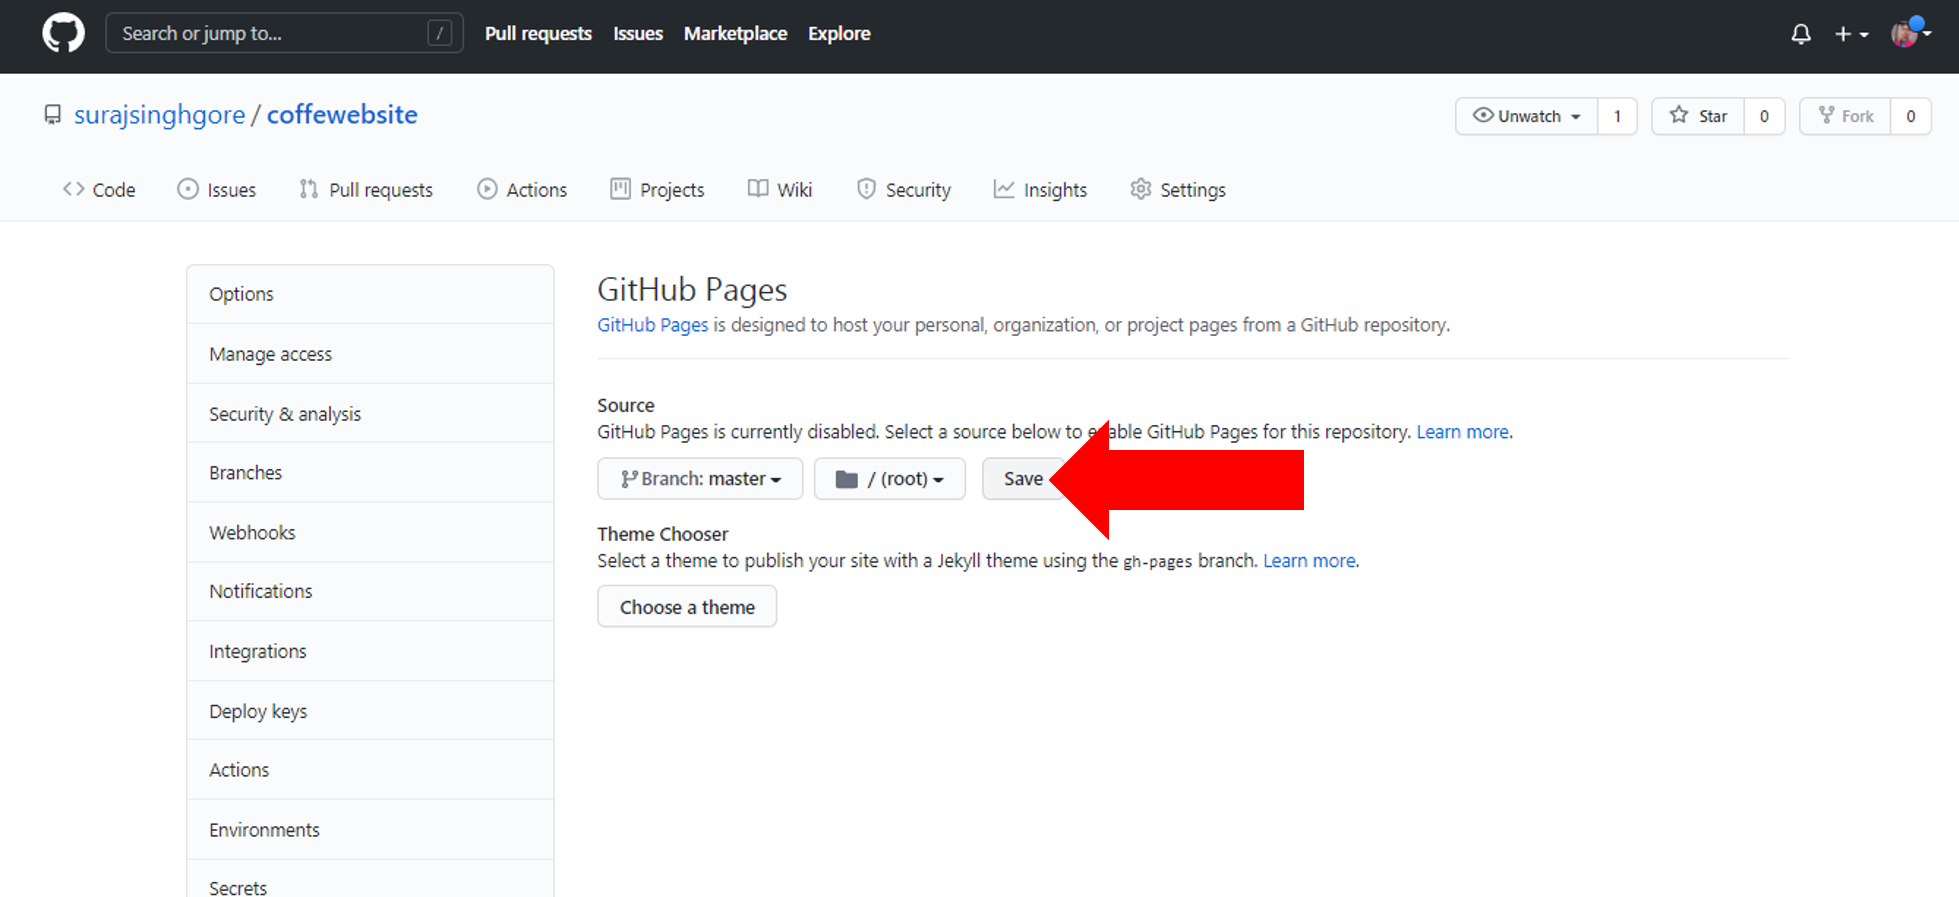 Search or jump to... /
Pull requests Issues Marketplace Explore
surajsinghgore / coffewebsite
Unwatch 1 Star 0 Fork 0
Code Issues Pull requests Actions Projects Wiki Security Insights Settings
Options
Manage access
Security & analysis
Branches
Webhooks
Notifications
Integrations
Deploy keys
Actions
Environments
Secrets
GitHub Pages
GitHub Pages is designed to host your personal, organization, or project pages from a GitHub repository.
Source
GitHub Pages is currently disabled. Select a source below to enable GitHub Pages for this repository. Learn more.
Branch: master / (root) Save
Theme Chooser
Select a theme to publish your site with a Jekyll theme using the gh-pages branch. Learn more.
Choose a theme